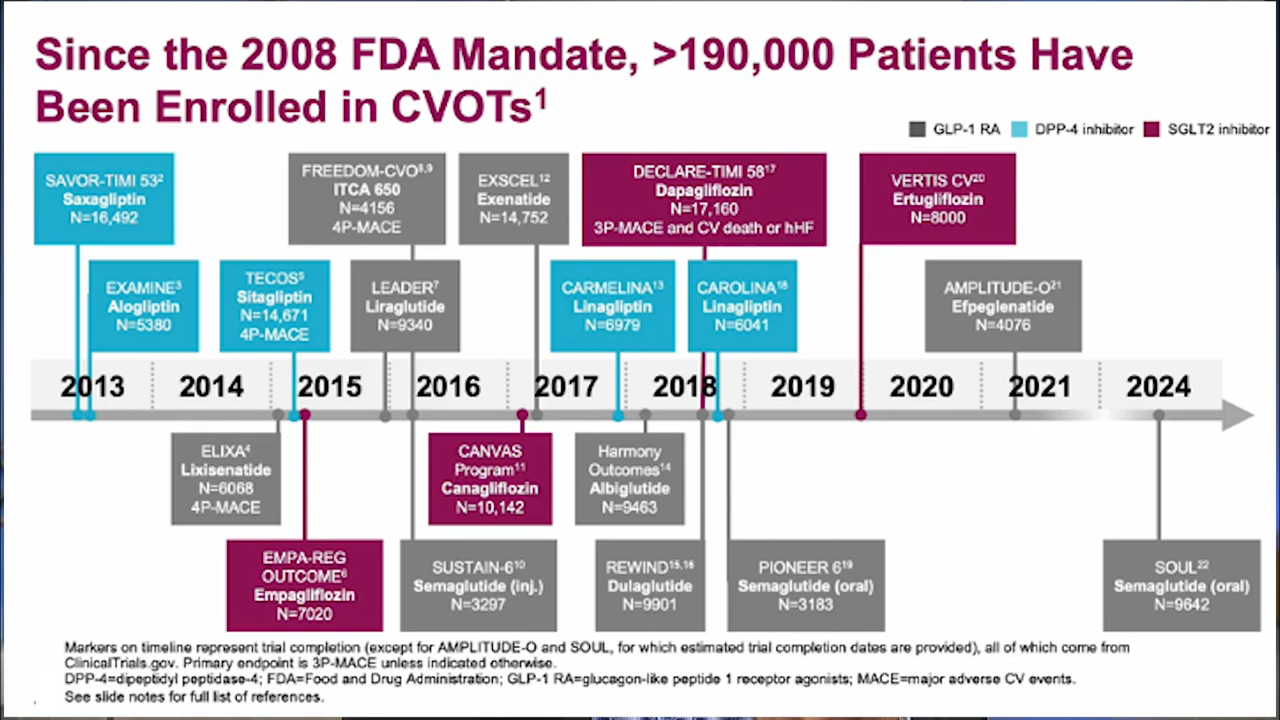 Since the 2008 FDA Mandate, >190,000 Patients Have
Been Enrolled in CVOTs1
GLP-1 RA
DPP-4 inhibitor
SGLT2 inhibitor
SAVOR-TIMI 532
Saxagliptin
N=16,492
FREEDOM-CVO8,9
ITCA 650
N=4156
4P-MACE
EXSCEL12
Exenatide
N=14,752
DECLARE-TIMI 5817
Dapagliflozin
N=17,160
3P-MACE and CV death or hHF
VERTIS CV20
Ertugliflozin
N=8000
EXAMINE3
Alogliptin
N=5380
TECOS5
Sitagliptin
N=14,671
4P-MACE
LEADER7
Liraglutide
N=9340
CARMELINA13
Linagliptin
N=6979
CAROLINA18
Linagliptin
N=6041
AMPLITUDE-O21
Efpeglenatide
N=4076
2013
2014
2015
2016
2017
2018
2019
2020
2021
2024
ELIXA4
Lixisenatide
N=6068
4P-MACE
CANVAS
Program11
Canagliflozin
N=10,142
Harmony
Outcomes14
Albiglutide
N=9463
EMPA-REG
OUTCOME6
Empagliflozin
N=7020
SUSTAIN-610
Semaglutide (inj.)
N=3297
REWIND15,16
Dulaglutide
N=9901
PIONEER 619
Semaglutide (oral)
N=3183
SOUL22
Semaglutide (oral)
N=9642
Markers on timeline represent trial completion (except for AMPLITUDE-O and SOUL, for which estimated trial completion dates are provided), all of which come from
ClinicalTrials.gov. Primary endpoint is 3P-MACE unless indicated otherwise.
DPP-4=dipeptidyl peptidase-4; FDA=Food and Drug Administration; GLP-1 RA=glucagon-like peptide 1 receptor agonists; MACE=major adverse CV events.
See slide notes for full list of references.